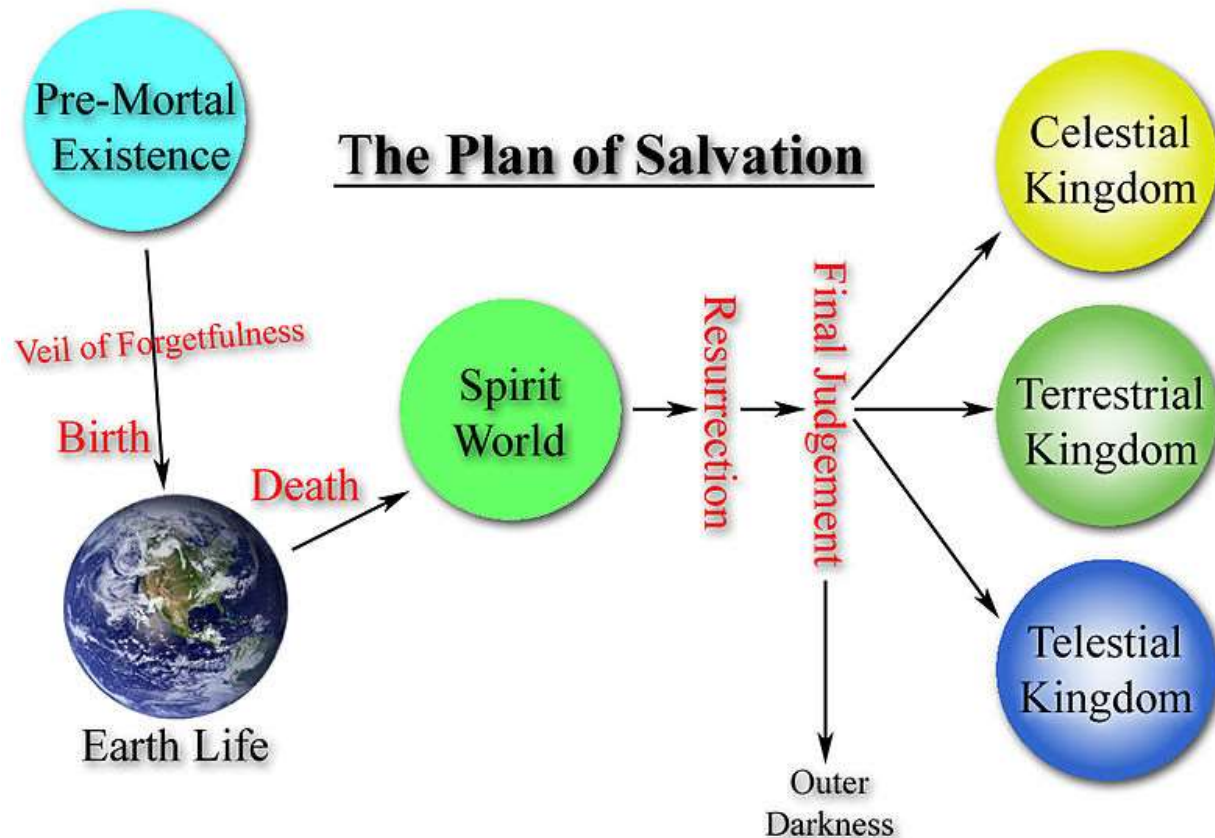 Pre-Mortal
Existence
The Plan of Salvation
Celestial
Kingdom
Veil of Forgetfulness
Birth
Death
Spirit
World
Resurrection
Final Judgement
Terrestrial
Kingdom
Telestial
Kingdom
Earth Life
Outer
Darkness